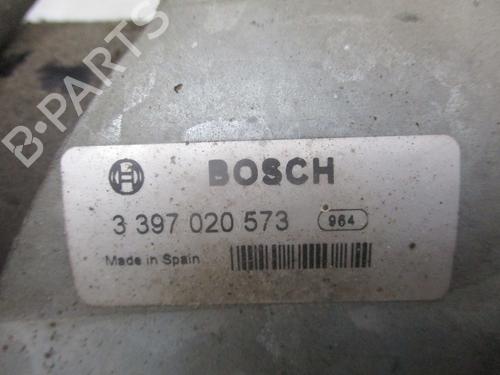 B-PARTS
BOSCH
3 397 020 573 964
Made in Spain